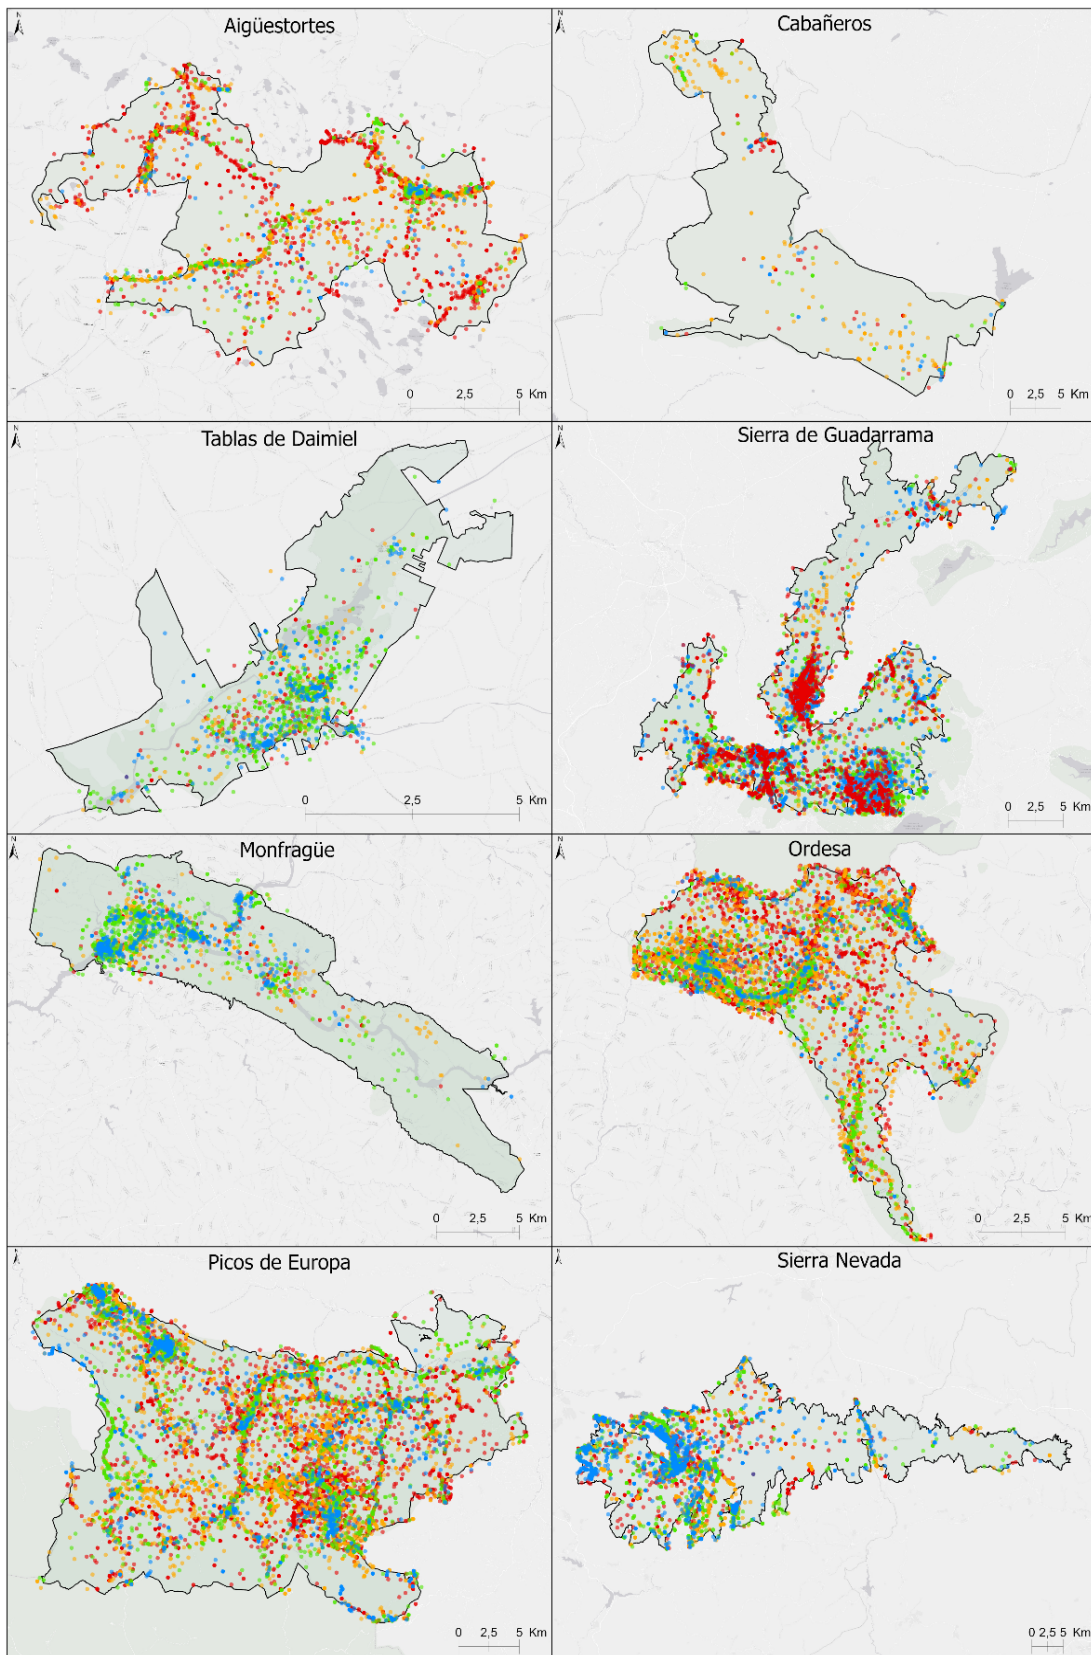 N
Aigüestortes
0 2,5 5 Km
N
Cabañeros
0 2,5 5 Km
N
Tablas de Daimiel
0 2,5 5 Km
N
Sierra de Guadarrama
0 2,5 5 Km
N
Monfragüe
0 2,5 5 Km
N
Ordesa
0 2,5 5 Km
Picos de Europa
0 2,5 5 Km
N
Sierra Nevada
0 2,5 5 Km